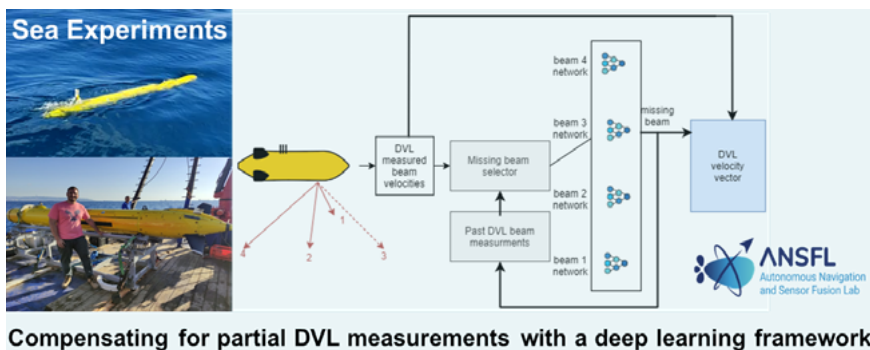 Sea Experiments
DVL
measured
beam
velocities
Missing beam
selector
Past DVL beam
measurments
beam 4
network
beam 3
network
beam 2
network
beam 1
network
missing
beam
DVL
velocity
vector
1
2
3
4
ANSFL
Autonomous Navigation
and Sensor Fusion Lab
Compensating for partial DVL measurements with a deep learning framework